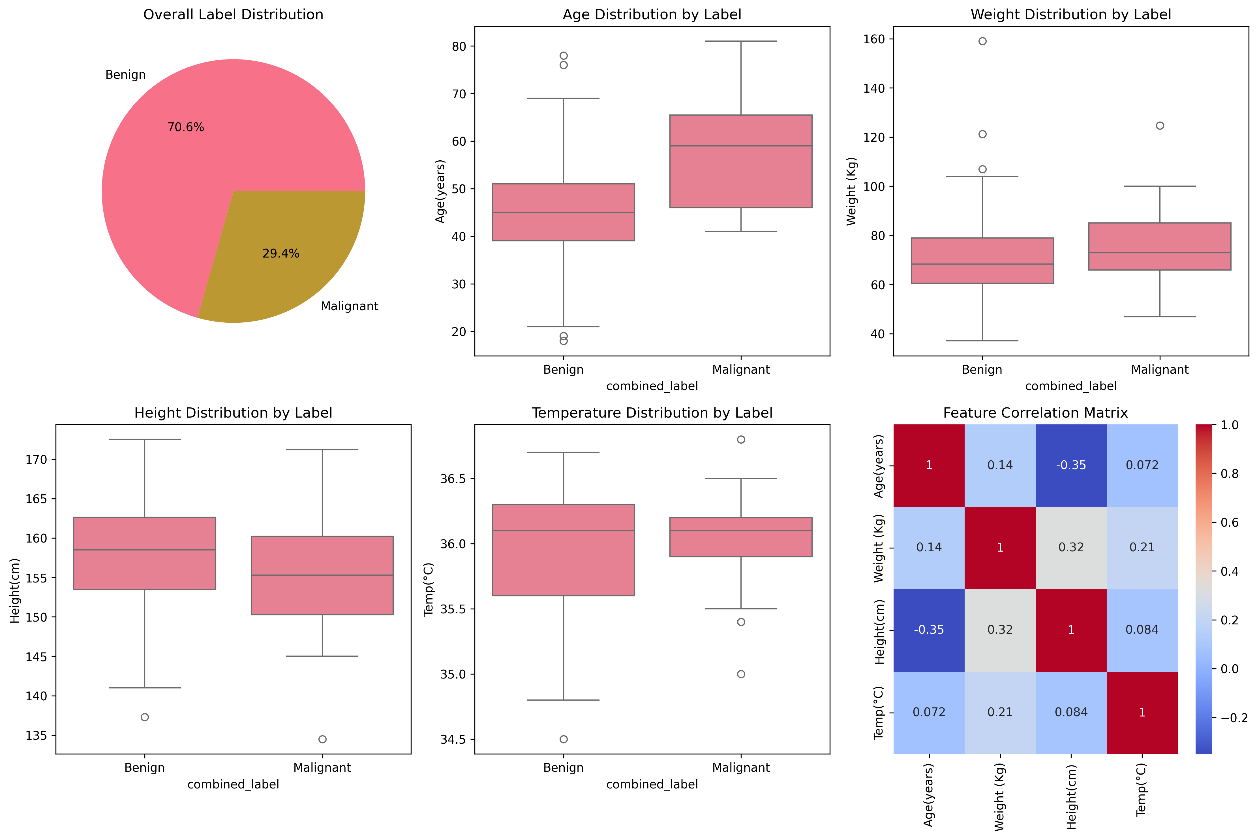 Overall Label Distribution
Benign
70.6%
29.4%
Malignant
Age Distribution by Label
Age(years)
80
70
60
50
40
30
20
Benign
Malignant
combined_label
Weight Distribution by Label
Weight (Kg)
160
140
120
100
80
60
40
Benign
Malignant
combined_label
Height Distribution by Label
Height(cm)
170
165
160
155
150
145
140
135
Benign
Malignant
combined_label
Temperature Distribution by Label
Temp(°C)
36.5
36.0
35.5
35.0
34.5
Benign
Malignant
combined_label
Feature Correlation Matrix
Age(years)
1 0.14 -0.35 0.072
Weight (Kg)
0.14 1 0.32 0.21
Height(cm)
-0.35 0.32 1 0.084
Temp(°C)
0.072 0.21 0.084 1
Age(years)
Weight (Kg)
Height(cm)
Temp(°C)
1.0
0.8
0.6
0.4
0.2
0.0
−0.2